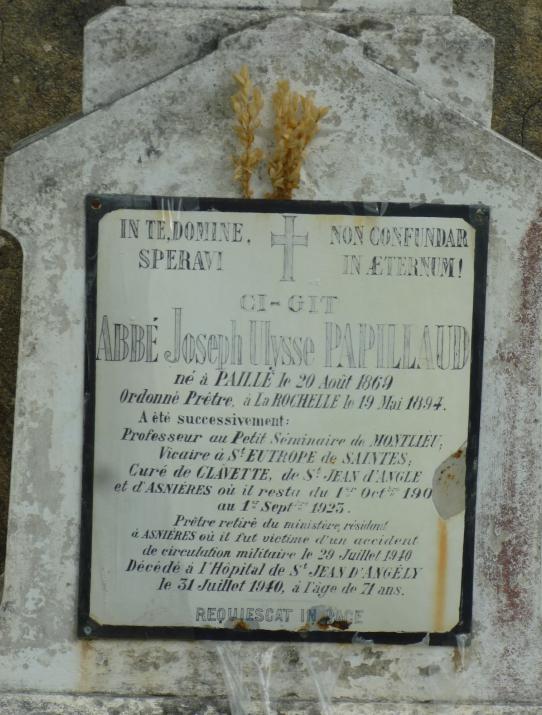 IN TE, DOMINE, NON CONFUNDAR
SPERAVI IN ÆTERNUM!
CI-GIT
ABBÉ Joseph Ulysse PAPILLAUD
né à PAILLÉ le 20 Août 1869
Ordonné Prêtre, à La ROCHELLE le 19 Mai 1894.
A été successivement:
Professeur au Petit Séminaire de MONTLIEU;
Vicaire à St EUTROPE de SAINTES;
Curé de CLAVETTE, de St JEAN D'ANGLE
et d'ASNIÈRES où il resta du 1er Octbre 190
au 1er Septbre 1923.
Prêtre retiré du ministère, résidant
à ASNIÈRES où il fut victime d'un accident
de circulation militaire le 29 Juillet 1940
Décédé à l'Hôpital de St JEAN D'ANGÉLY
le 31 Juillet 1940, à l'âge de 71 ans.
REQUIESCAT IN PACE